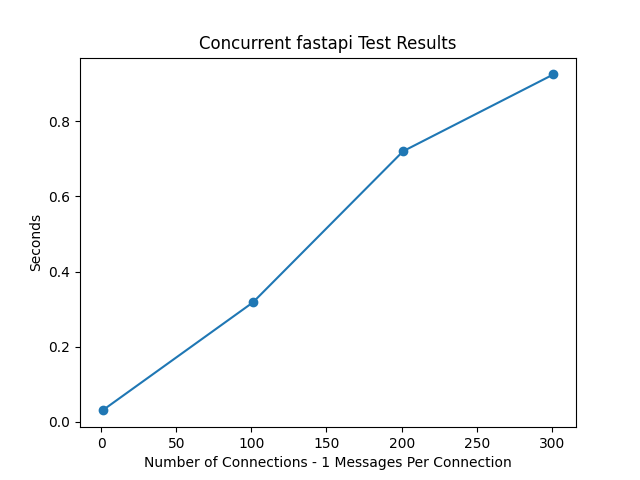 Concurrent fastapi Test Results
0.8
0.6
0.4
0.2
0.0
Seconds
0 50 100 150 200 250 300
Number of Connections - 1 Messages Per Connection